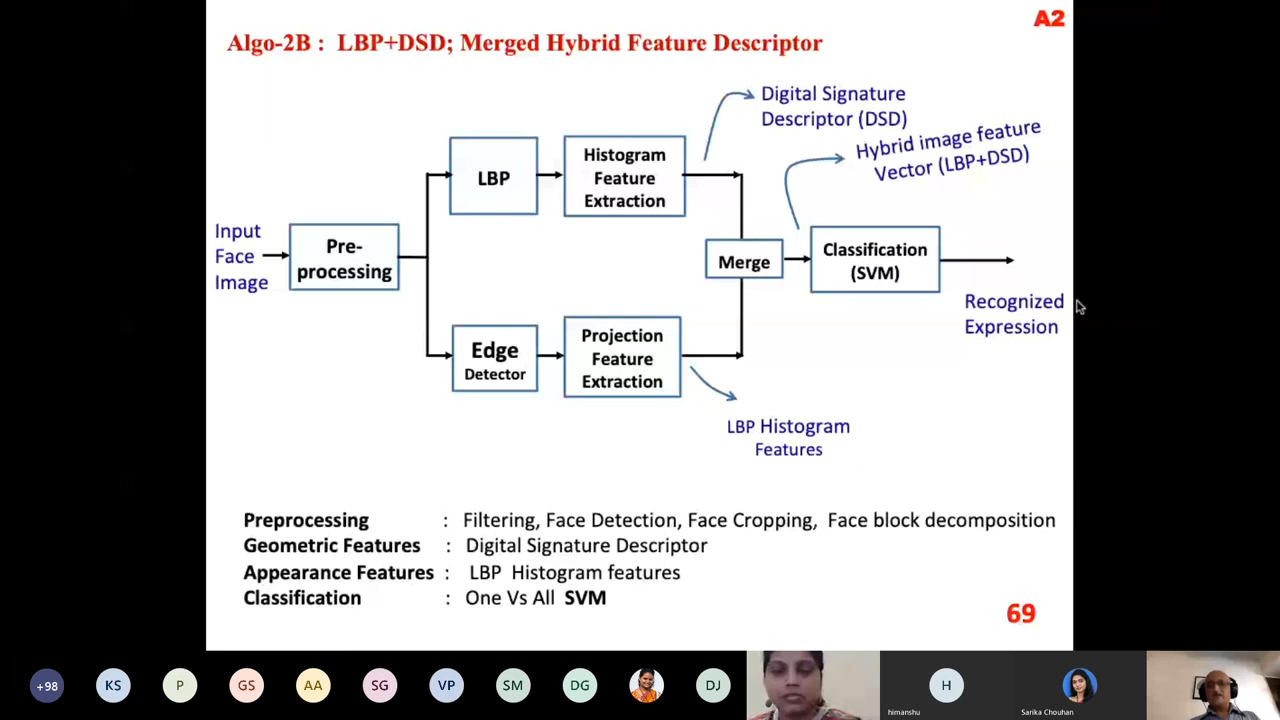 A2
Algo-2B : LBP+DSD; Merged Hybrid Feature Descriptor
Digital Signature
Descriptor (DSD)
Hybrid image feature
Vector (LBP+DSD)
LBP
Histogram
Feature
Extraction
Input
Face
Image
Pre-
processing
Merge
Classification
(SVM)
Recognized
Expression
Edge
Detector
Projection
Feature
Extraction
LBP Histogram
Features
Preprocessing : Filtering, Face Detection, Face Cropping, Face block decomposition
Geometric Features : Digital Signature Descriptor
Appearance Features : LBP Histogram features
Classification : One Vs All SVM
69
+98
KS
P
GS
AA
SG
VP
SM
DG
DJ
H
himanshu
Sarika Chouhan